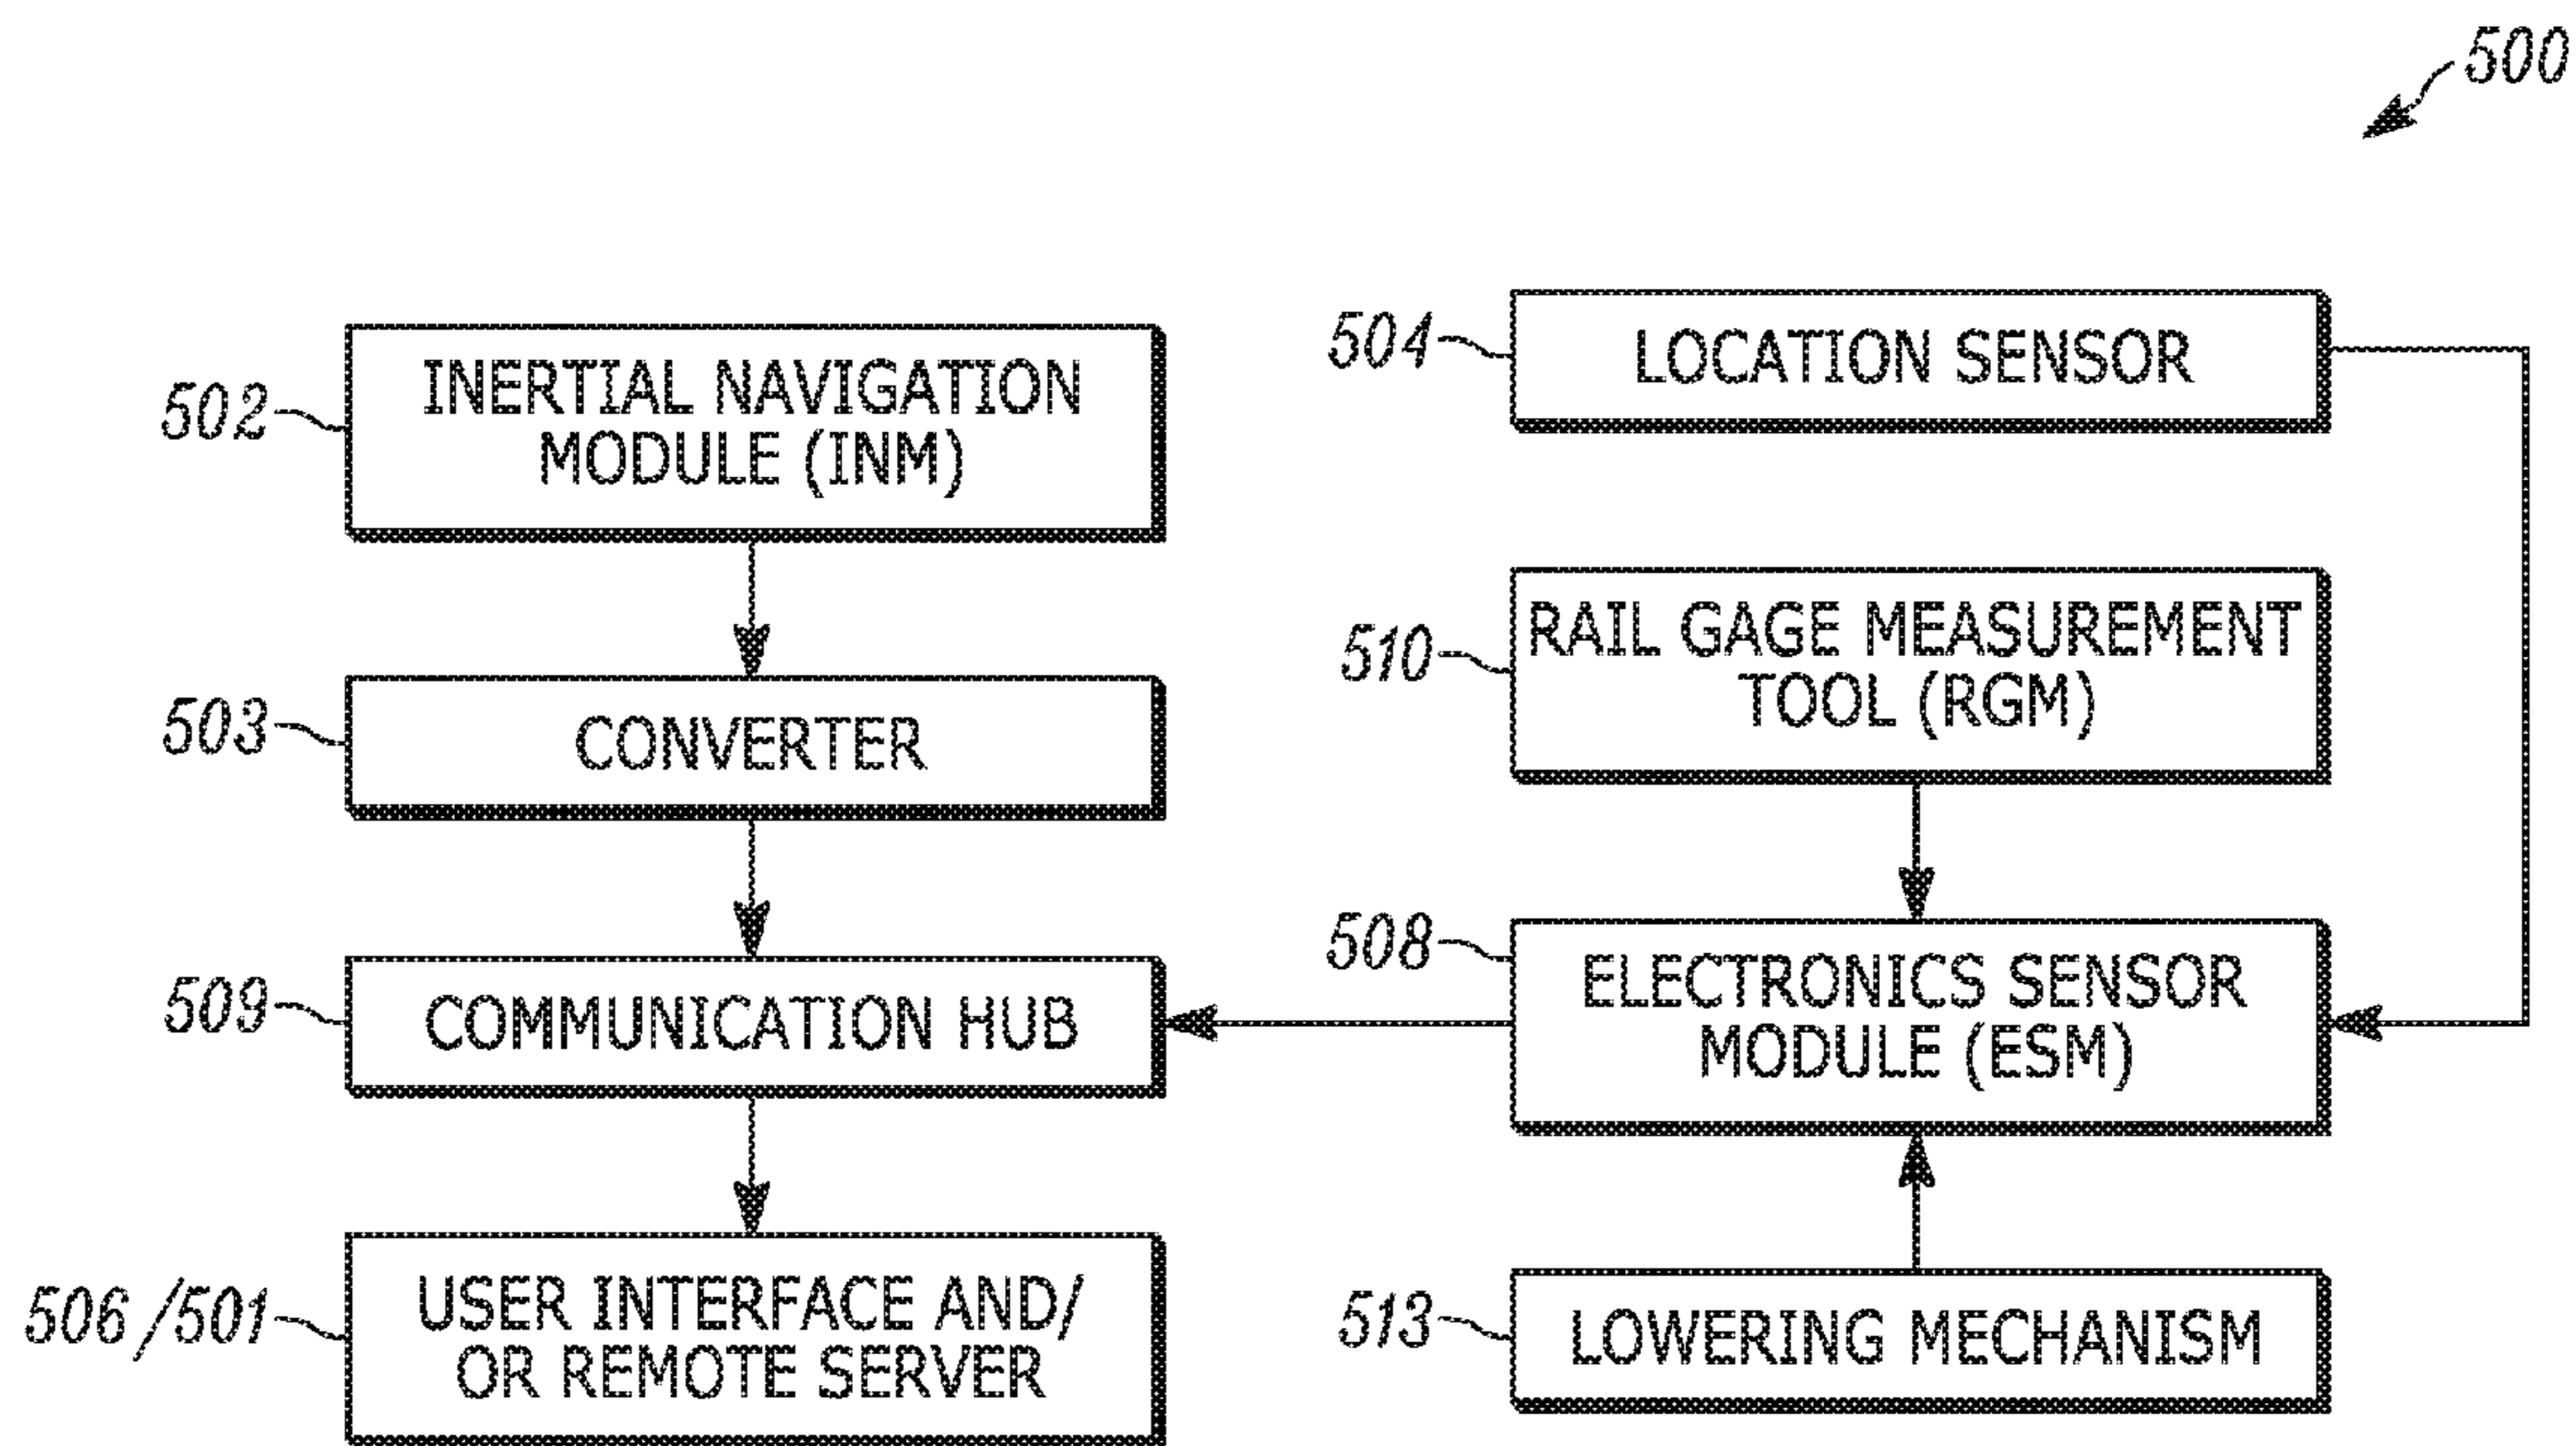 500
502
INERTIAL NAVIGATION
MODULE (INM)
503
CONVERTER
509
COMMUNICATION HUB
506/501
USER INTERFACE AND/
OR REMOTE SERVER
504
LOCATION SENSOR
510
RAIL GAGE MEASUREMENT
TOOL (RGM)
508
ELECTRONICS SENSOR
MODULE (ESM)
513
LOWERING MECHANISM